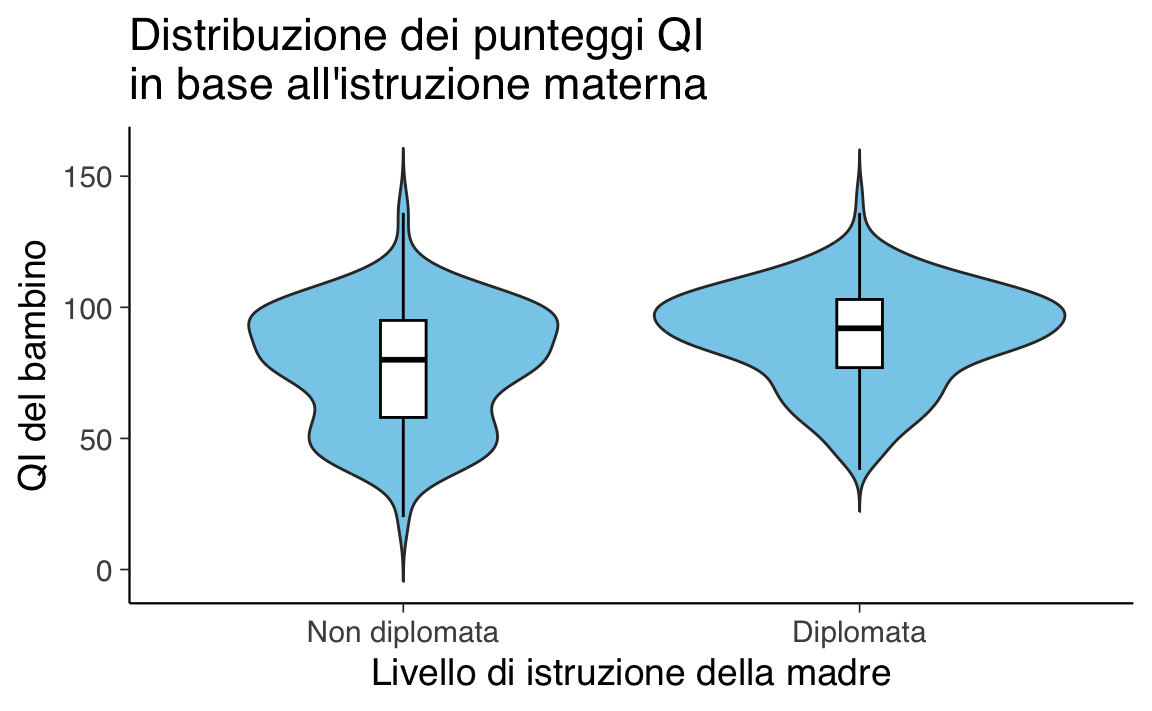 Distribuzione dei punteggi QI
in base all'istruzione materna
QI del bambino
150
100
50
0
Non diplomata
Diplomata
Livello di istruzione della madre